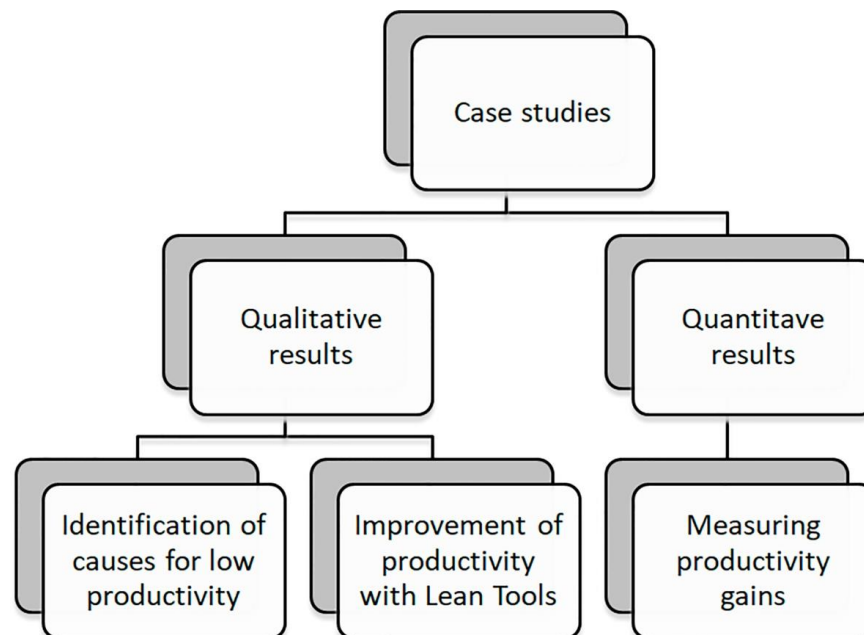 Case studies
Qualitative
results
Quantitave
results
Identification of
causes for low
productivity
Improvement of
productivity
with Lean Tools
Measuring
productivity
gains